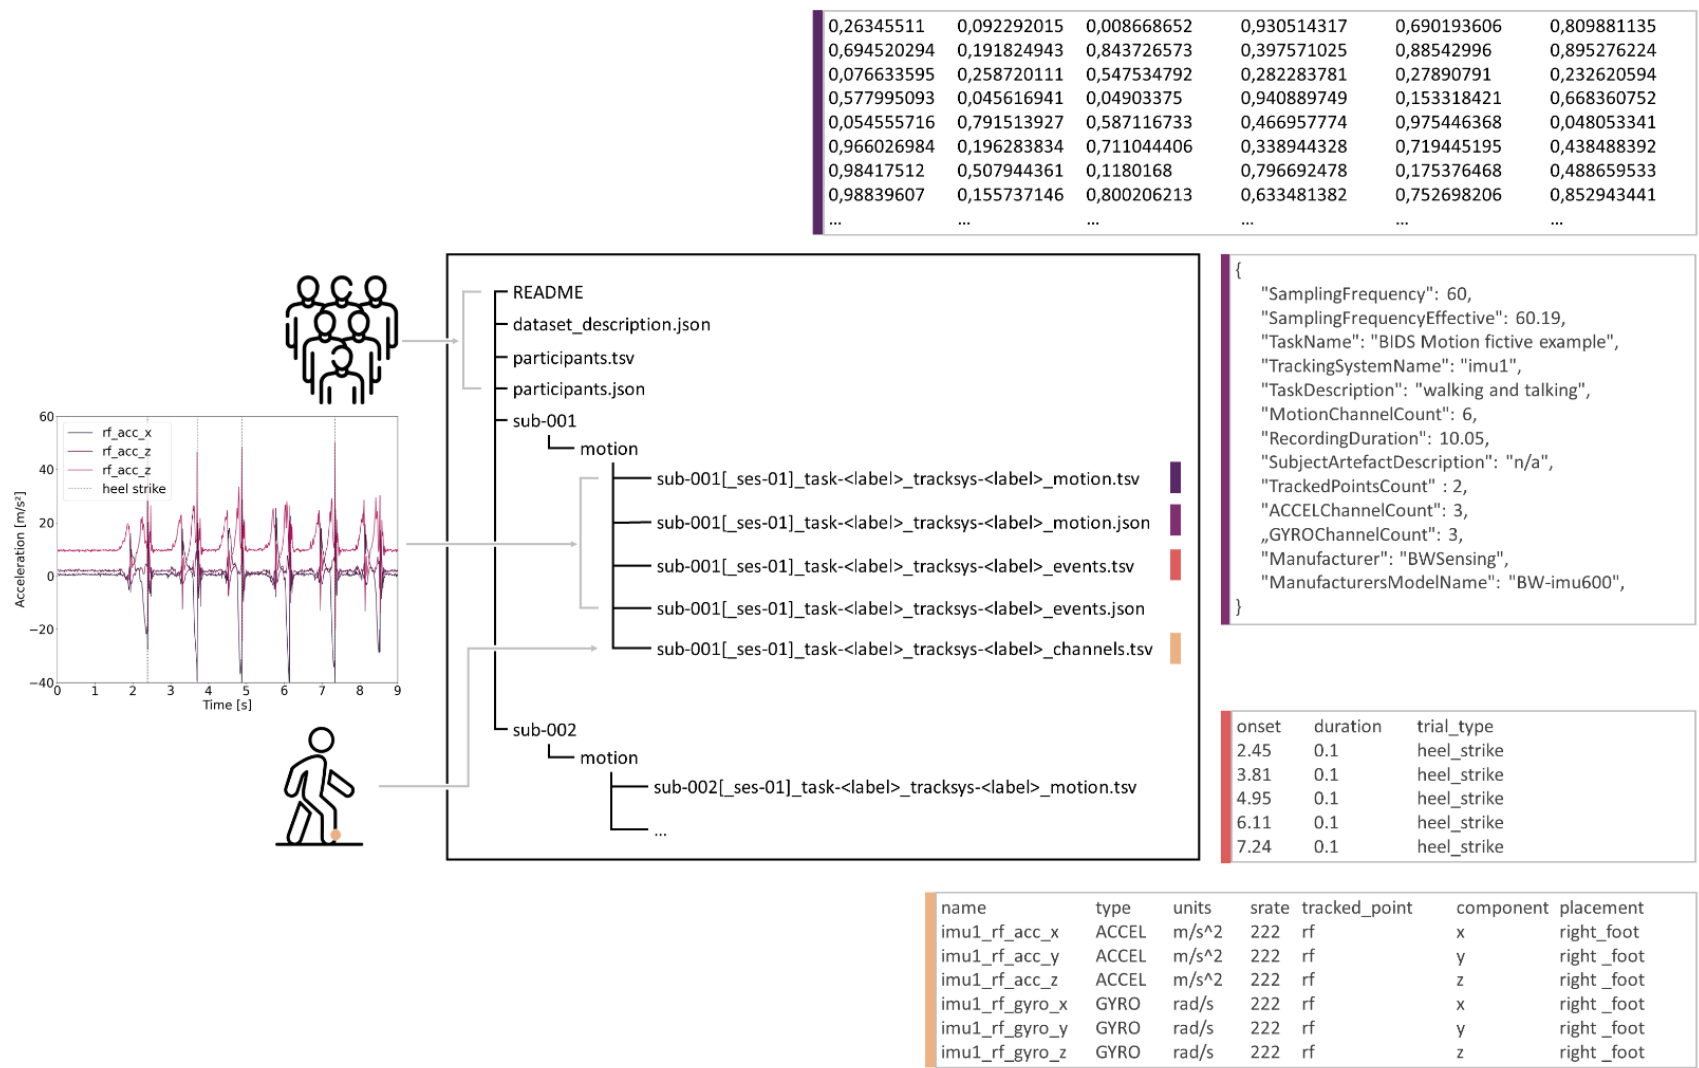 0,26345511 0,092292015 0,008668652 0,930514317 0,690193606 0,809881135
0,694520294 0,191824943 0,843726573 0,397571025 0,88542996 0,895276224
0,076633595 0,258720111 0,547534792 0,282283781 0,27890791 0,232620594
0,577995093 0,045616941 0,04903375 0,940889749 0,153318421 0,668360752
0,054555716 0,791513927 0,587116733 0,466957774 0,975446368 0,048053341
0,966026984 0,196283834 0,711044406 0,338944328 0,719445195 0,438488392
0,98417512 0,507944361 0,1180168 0,796692478 0,175376468 0,488659533
0,98839607 0,155737146 0,800206213 0,633481382 0,752698206 0,852943441
... ... ... ... ... ...
README
dataset_description.json
participants.tsv
participants.json
sub-001
motion
sub-001[_ses-01]_task-<label>_tracksys-<label>_motion.tsv
sub-001[_ses-01]_task-<label>_tracksys-<label>_motion.json
sub-001[_ses-01]_task-<label>_tracksys-<label>_events.tsv
sub-001[_ses-01]_task-<label>_tracksys-<label>_events.json
sub-001[_ses-01]_task-<label>_tracksys-<label>_channels.tsv
sub-002
motion
sub-002[_ses-01]_task-<label>_tracksys-<label>_motion.tsv
...
60
40
20
0
−20
−40
Acceleration [m/s²]
rf_acc_x
rf_acc_z
rf_acc_z
heel strike
0 1 2 3 4 5 6 7 8 9
Time [s]
{
"SamplingFrequency": 60,
"SamplingFrequencyEffective": 60.19,
"TaskName": "BIDS Motion fictive example",
"TrackingSystemName": "imu1",
"TaskDescription": "walking and talking",
"MotionChannelCount": 6,
"RecordingDuration": 10.05,
"SubjectArtefactDescription": "n/a",
"TrackedPointsCount" : 2,
"ACCELChannelCount": 3,
„GYROChannelCount": 3,
"Manufacturer": "BWSensing",
"ManufacturersModelName": "BW-imu600",
}
onset duration trial_type
2.45 0.1 heel_strike
3.81 0.1 heel_strike
4.95 0.1 heel_strike
6.11 0.1 heel_strike
7.24 0.1 heel_strike
name type units srate tracked_point component placement
imu1_rf_acc_x ACCEL m/s^2 222 rf x right_foot
imu1_rf_acc_y ACCEL m/s^2 222 rf y right _foot
imu1_rf_acc_z ACCEL m/s^2 222 rf z right _foot
imu1_rf_gyro_x GYRO rad/s 222 rf x right _foot
imu1_rf_gyro_y GYRO rad/s 222 rf y right _foot
imu1_rf_gyro_z GYRO rad/s 222 rf z right _foot